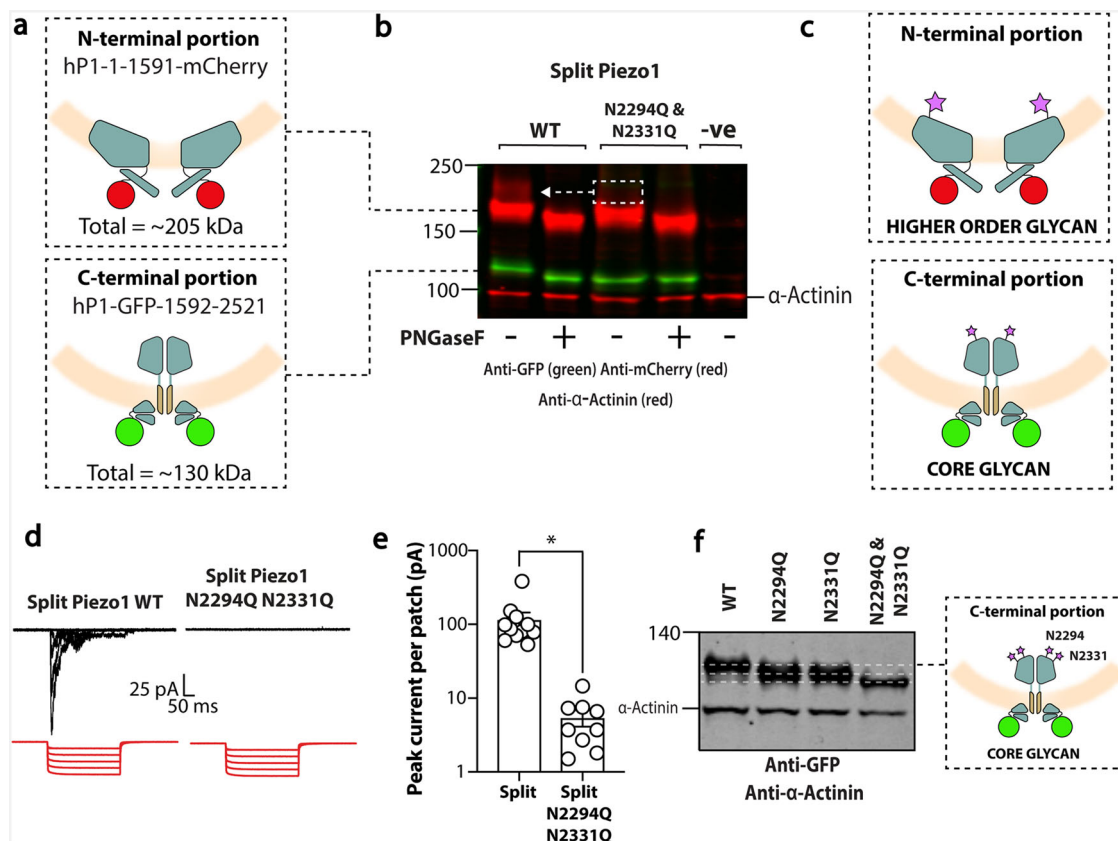 a
N-terminal portion
hP1-1-1591-mCherry
Total = ~205 kDa
C-terminal portion
hP1-GFP-1592-2521
Total = ~130 kDa
b
Split Piezo1
WT
N2294Q &
N2331Q
-ve
250
150
100
α-Actinin
PNGaseF
- + - + -
Anti-GFP (green) Anti-mCherry (red)
Anti-α-Actinin (red)
c
N-terminal portion
HIGHER ORDER GLYCAN
C-terminal portion
CORE GLYCAN
d
Split Piezo1 WT
Split Piezo1
N2294Q N2331Q
25 pA
50 ms
e
Peak current per patch (pA)
1000
100
10
1
*
Split
Split
N2294Q
N2331Q
f
WT
N2294Q
N2331Q
N2294Q &
N2331Q
140
α-Actinin
Anti-GFP
Anti-α-Actinin
C-terminal portion
N2294
N2331
CORE GLYCAN